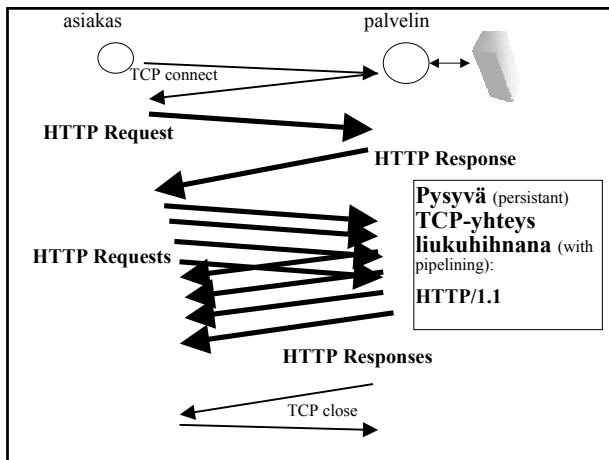 asiakas
palvelin
TCP connect
HTTP Request
HTTP Response
Pysyvä (persistant)
TCP-yhteys
liukuhihnana (with
pipelining):
HTTP/1.1
HTTP Requests
HTTP Responses
TCP close